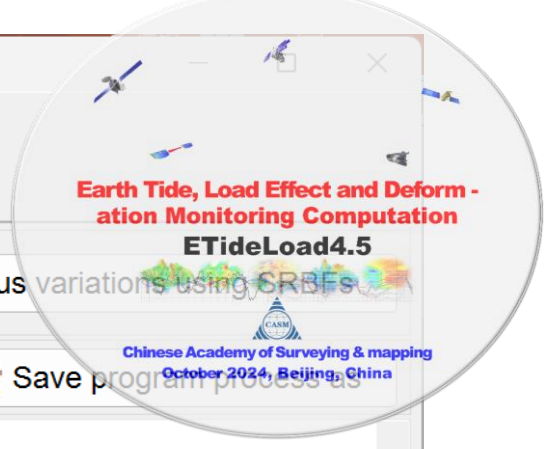 Earth Tide, Load Effect and Deform -
ation Monitoring Computation
ETideLoad4.5
us variations using SRBFs
CASM
Chinese Academy of Surveying & mapping
Save program process as
October 2024, Beijing, China